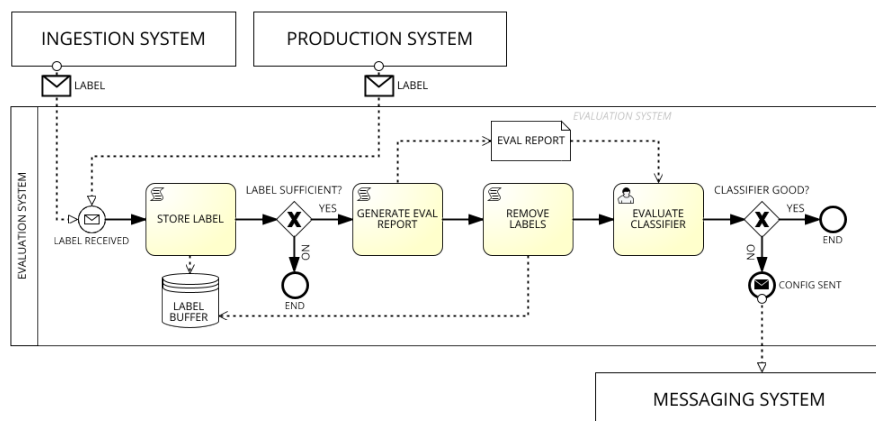 INGESTION SYSTEM
PRODUCTION SYSTEM
LABEL
LABEL
EVALUATION SYSTEM
EVALUATION SYSTEM
EVAL REPORT
LABEL RECEIVED
STORE LABEL
LABEL SUFFICIENT?
YES
NO
END
LABEL
BUFFER
GENERATE EVAL
REPORT
REMOVE
LABELS
EVALUATE
CLASSIFIER
CLASSIFIER GOOD?
YES
END
NO
CONFIG SENT
MESSAGING SYSTEM